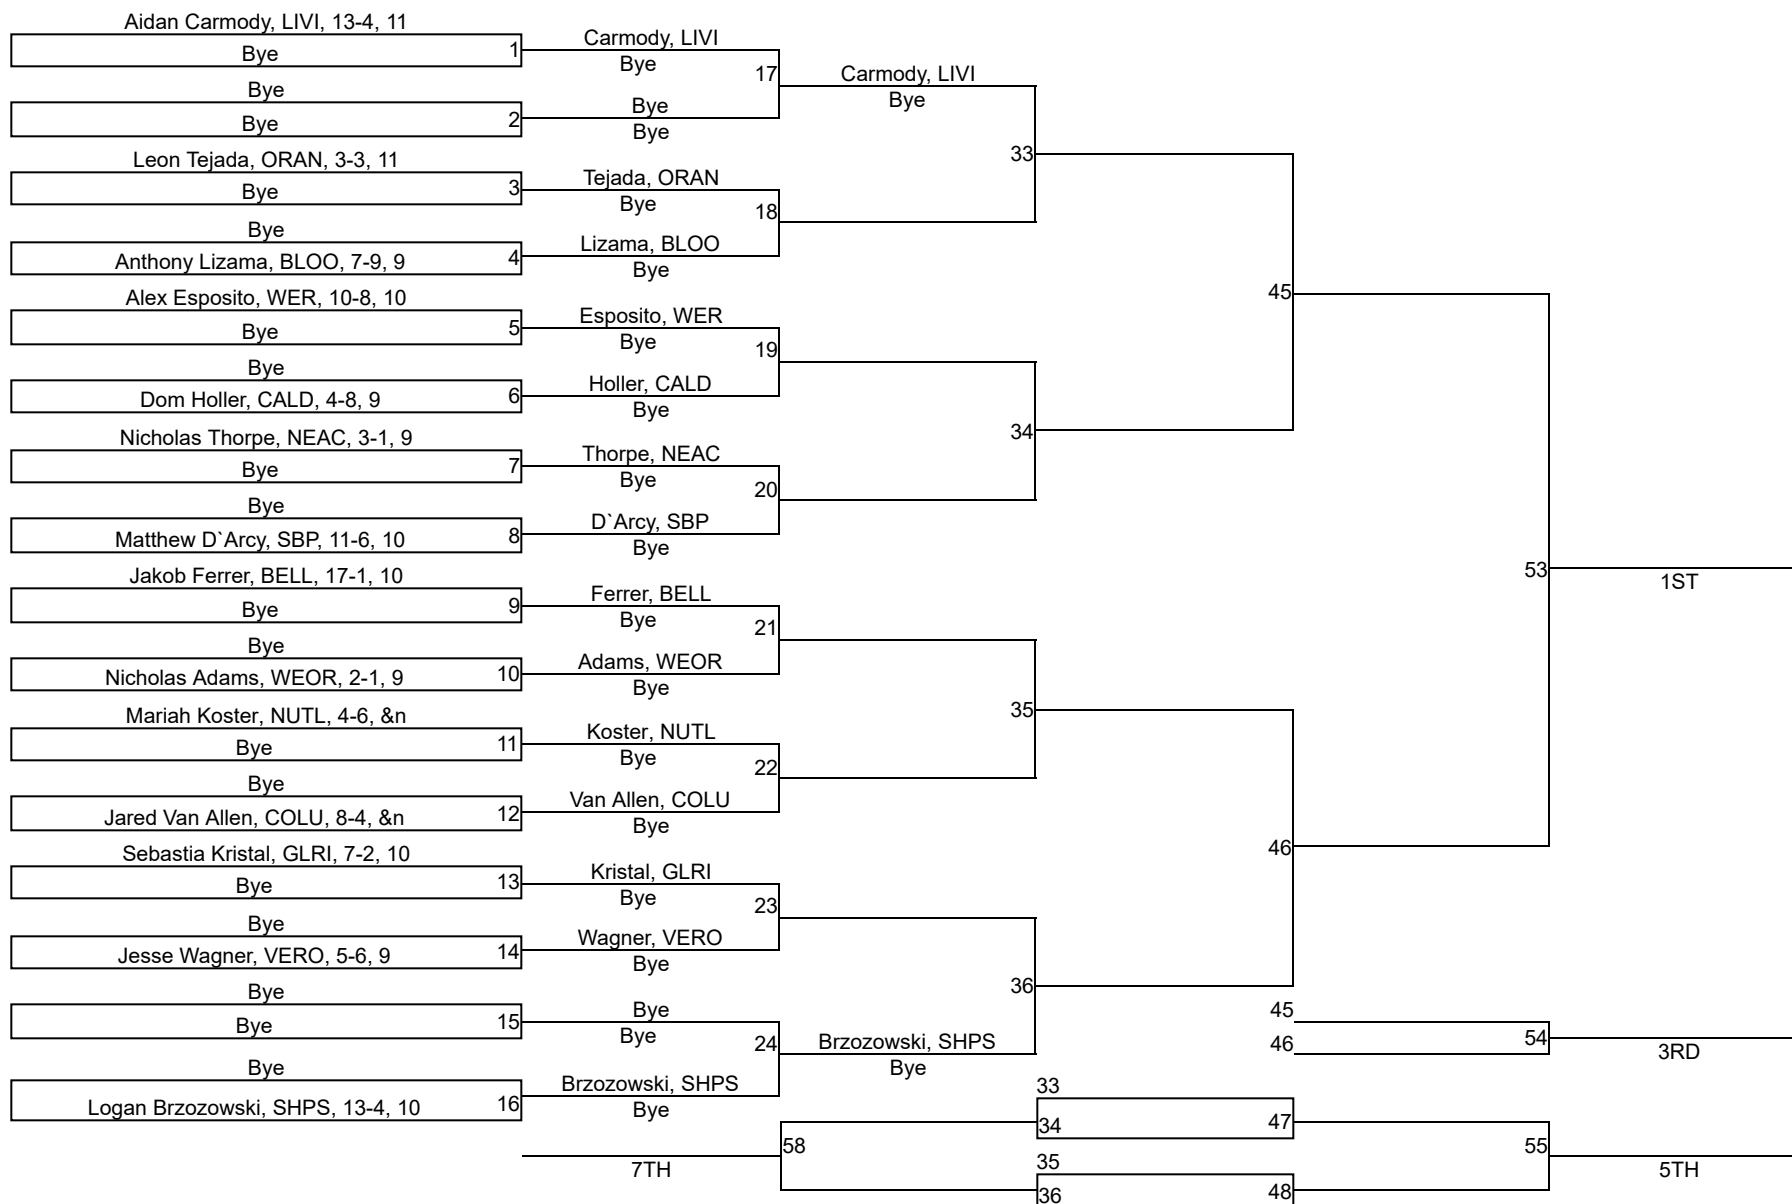 Aidan Carmody, LIVI, 13-4, 11
Bye
1
Bye
Bye
2
Leon Tejada, ORAN, 3-3, 11
Bye
3
Bye
Anthony Lizama, BLOO, 7-9, 9
4
Alex Esposito, WER, 10-8, 10
Bye
5
Bye
Dom Holler, CALD, 4-8, 9
6
Nicholas Thorpe, NEAC, 3-1, 9
Bye
7
Bye
Matthew D`Arcy, SBP, 11-6, 10
8
Jakob Ferrer, BELL, 17-1, 10
Bye
9
Bye
Nicholas Adams, WEOR, 2-1, 9
10
Mariah Koster, NUTL, 4-6, &n
Bye
11
Bye
Jared Van Allen, COLU, 8-4, &n
12
Sebastia Kristal, GLRI, 7-2, 10
Bye
13
Bye
Jesse Wagner, VERO, 5-6, 9
14
Bye
Bye
15
Bye
Logan Brzozowski, SHPS, 13-4, 10
16
Carmody, LIVI
Bye
17
Bye
Bye
Tejada, ORAN
Bye
18
Lizama, BLOO
Bye
Esposito, WER
Bye
19
Holler, CALD
Bye
Thorpe, NEAC
Bye
20
D`Arcy, SBP
Bye
Ferrer, BELL
Bye
21
Adams, WEOR
Bye
Koster, NUTL
Bye
22
Van Allen, COLU
Bye
Kristal, GLRI
Bye
23
Wagner, VERO
Bye
Bye
Bye
24
Brzozowski, SHPS
Bye
Carmody, LIVI
Bye
33
34
35
36
Brzozowski, SHPS
Bye
45
46
53
1ST
45
46
54
3RD
33
34
47
35
36
48
55
5TH
58
7TH